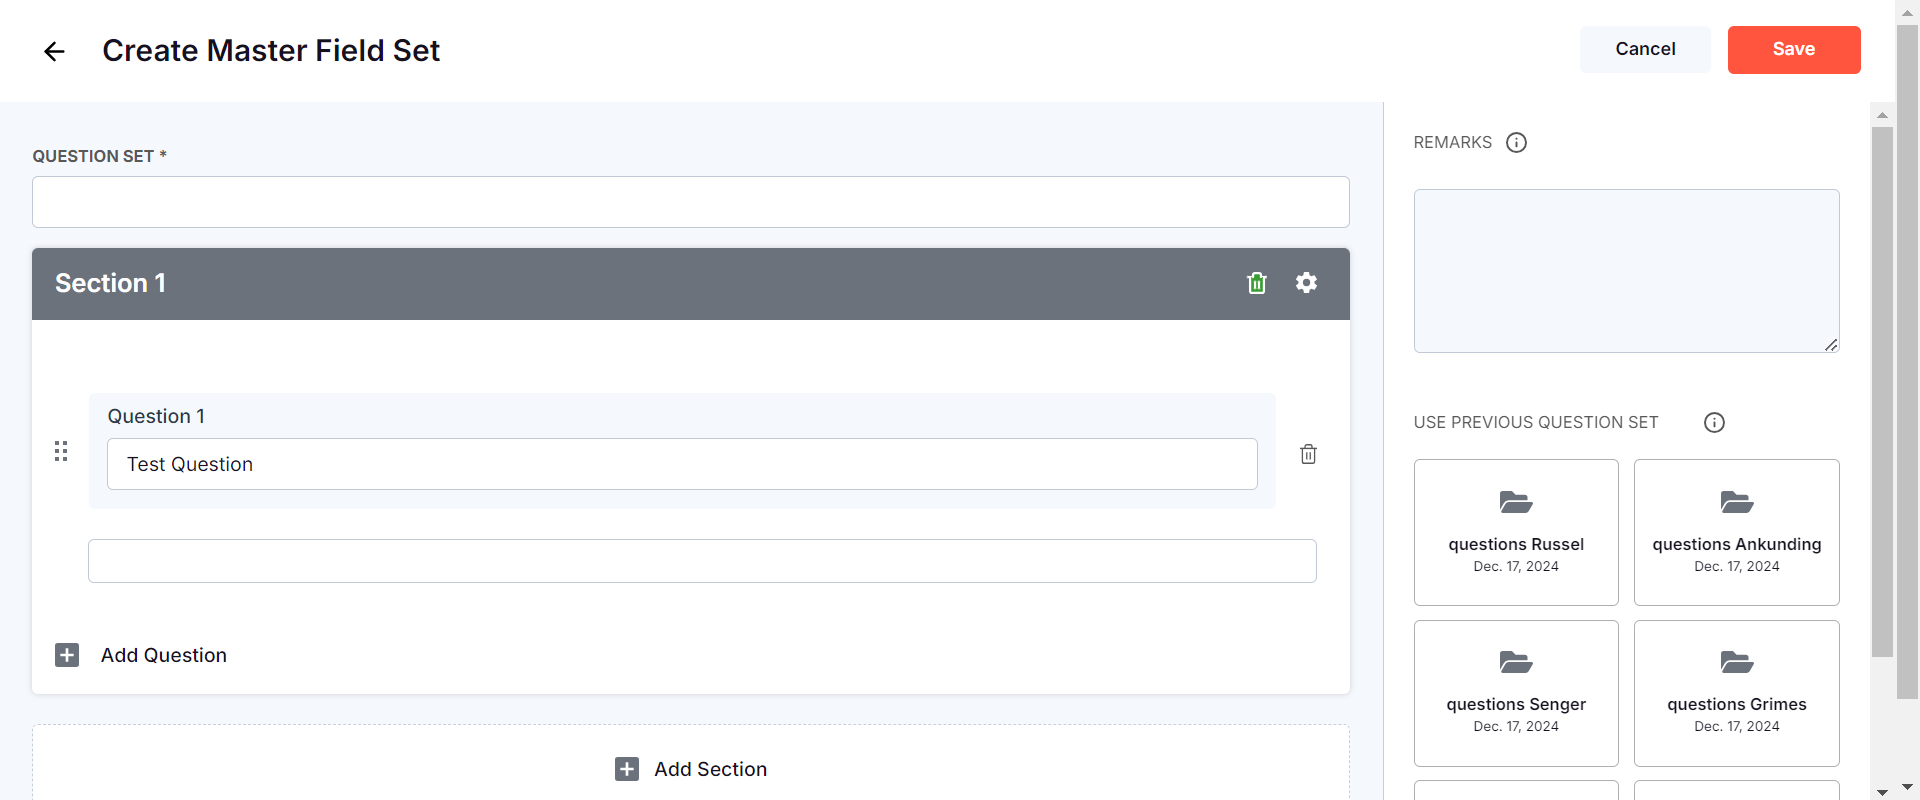 Create Master Field Set
Cancel
Save
QUESTION SET *
Section 1
Question 1
Test Question
Add Question
Add Section
REMARKS
USE PREVIOUS QUESTION SET
questions Russel
Dec. 17, 2024
questions Ankunding
Dec. 17, 2024
questions Senger
Dec. 17, 2024
questions Grimes
Dec. 17, 2024